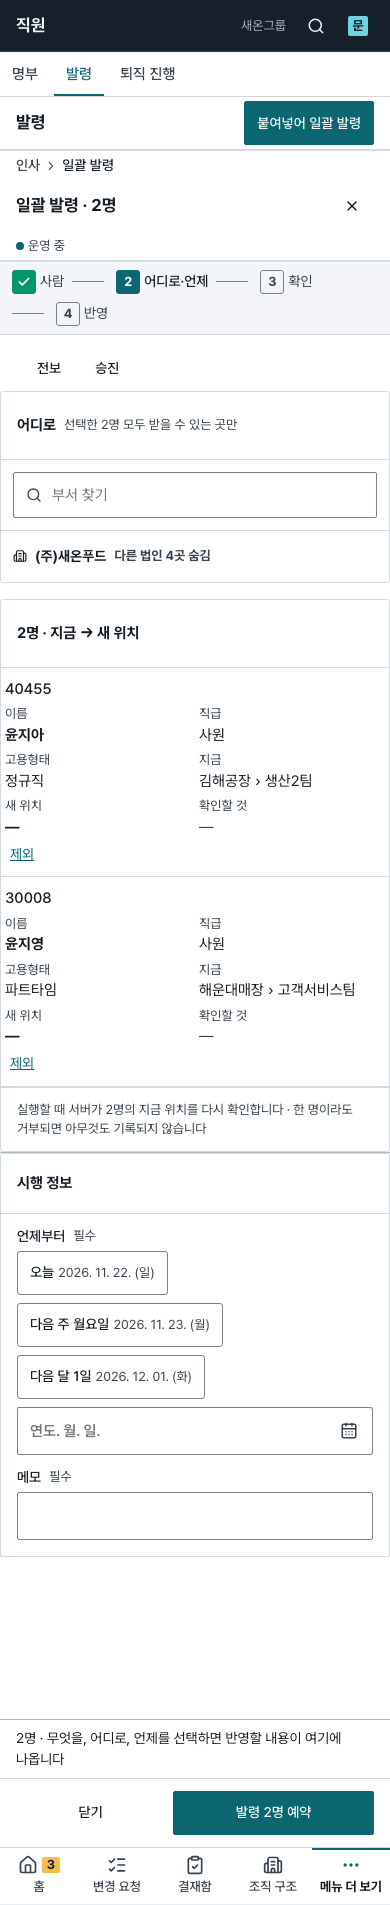 직원 새온그룹 문
명부 발령 퇴직 진행
발령 붙여넣어 일괄 발령
인사 > 일괄 발령
일괄 발령 · 2명
운영 중
사람 2 어디로·언제 3 확인
4 반영
전보 승진
어디로 선택한 2명 모두 받을 수 있는 곳만
부서 찾기
(주)새온푸드 다른 법인 4곳 숨김
2명 · 지금 → 새 위치
40455
이름 직급
윤지아 사원
고용형태 지금
정규직 김해공장 › 생산2팀
새 위치 확인할 것
— —
제외
30008
이름 직급
윤지영 사원
고용형태 지금
파트타임 해운대매장 › 고객서비스팀
새 위치 확인할 것
— —
제외
실행할 때 서버가 2명의 지금 위치를 다시 확인합니다 · 한 명이라도
거부되면 아무것도 기록되지 않습니다
시행 정보
언제부터 필수
오늘 2026. 11. 22. (일)
다음 주 월요일 2026. 11. 23. (월)
다음 달 1일 2026. 12. 01. (화)
연도. 월. 일.
메모 필수
2명 · 무엇을, 어디로, 언제를 선택하면 반영할 내용이 여기에
나옵니다
닫기 발령 2명 예약
3
홈 변경 요청 결재함 조직 구조 메뉴 더 보기